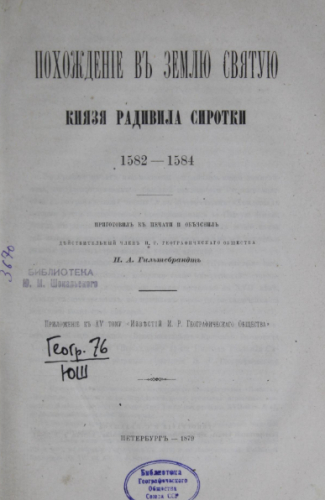 ПОХОЖДЕНІЕ ВЪ ЗЕМЛЮ СВЯТУЮ
КНЯЗЯ РАДИВИЛА СИРОТКИ
1582 — 1584
ПРИГОТОВИЛЪ КЪ ПЕЧАТИ И ОБЪЯСНИЛЪ
ДѢЙСТВИТЕЛЬНЫЙ ЧЛЕНЪ И. Р. ГЕОГРАФИЧЕСКАГО ОБЩЕСТВА
П. А. Гильтебрандтъ
3690
БИБЛИОТЕКА
Ю. М. Шокальского
Приложеніе къ XV тому «Извѣстій И. Р. Географическаго Общества»
Геогр. 76
ЮШ
ПЕТЕРБУРГЪ — 1879
Библиотека
Географического
Общества
Союза ССР